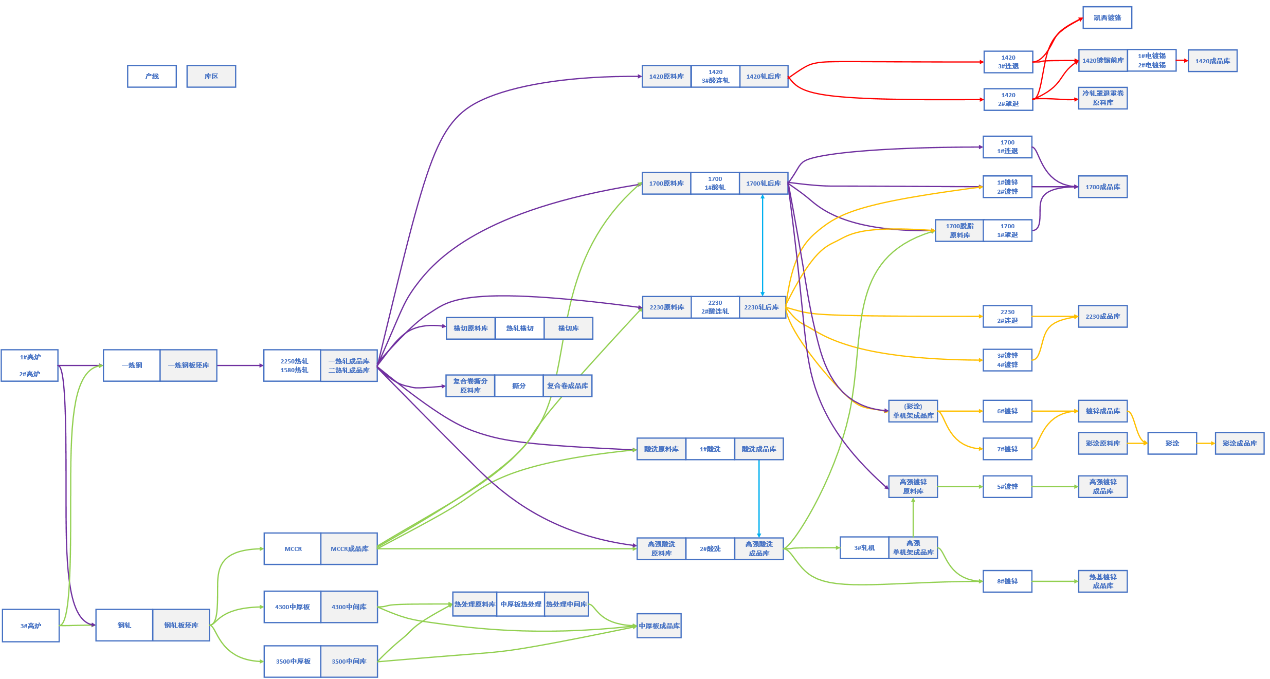 产线
库区
凯西镀锡
1420原料库
1420
3#酸连轧
1420轧后库
1420
3#连退
1420
2#重退
1420镀锡前库
1#电镀锡
2#电镀锡
1420成品库
冷轧重退重卷
原料库
1700原料库
1700
1#酸轧
1700轧后库
1700
1#连退
1#镀锌
2#镀锌
1700脱脂
原料库
1700
1#罩退
1700成品库
2230原料库
2230
2#酸连轧
2230轧后库
2230
2#连退
3#镀锌
4#镀锌
2230成品库
横切原料库
热轧横切
横切库
1#高炉
2#高炉
一炼钢
一炼钢板坯库
2250热轧
1580热轧
一热轧成品库
二热轧成品库
复合卷振分
原料库
振分
复合卷成品库
(彩涂)
单机架成品库
6#镀锌
7#镀锌
镀锌成品库
彩涂原料库
彩涂
彩涂成品库
酸洗原料库
1#酸洗
酸洗成品库
高强镀锌
原料库
5#镀锌
高强镀锌
成品库
MCCR
MCCR成品库
高强酸洗
原料库
2#酸洗
高强酸洗
成品库
3#轧机
高强
单机架成品库
8#镀锌
热基镀锌
成品库
3#高炉
钢轧
钢轧板坯库
4300中厚板
4300中间库
热处理原料库
中厚板热处理
热处理中间库
中厚板成品库
3500中厚板
3500中间库